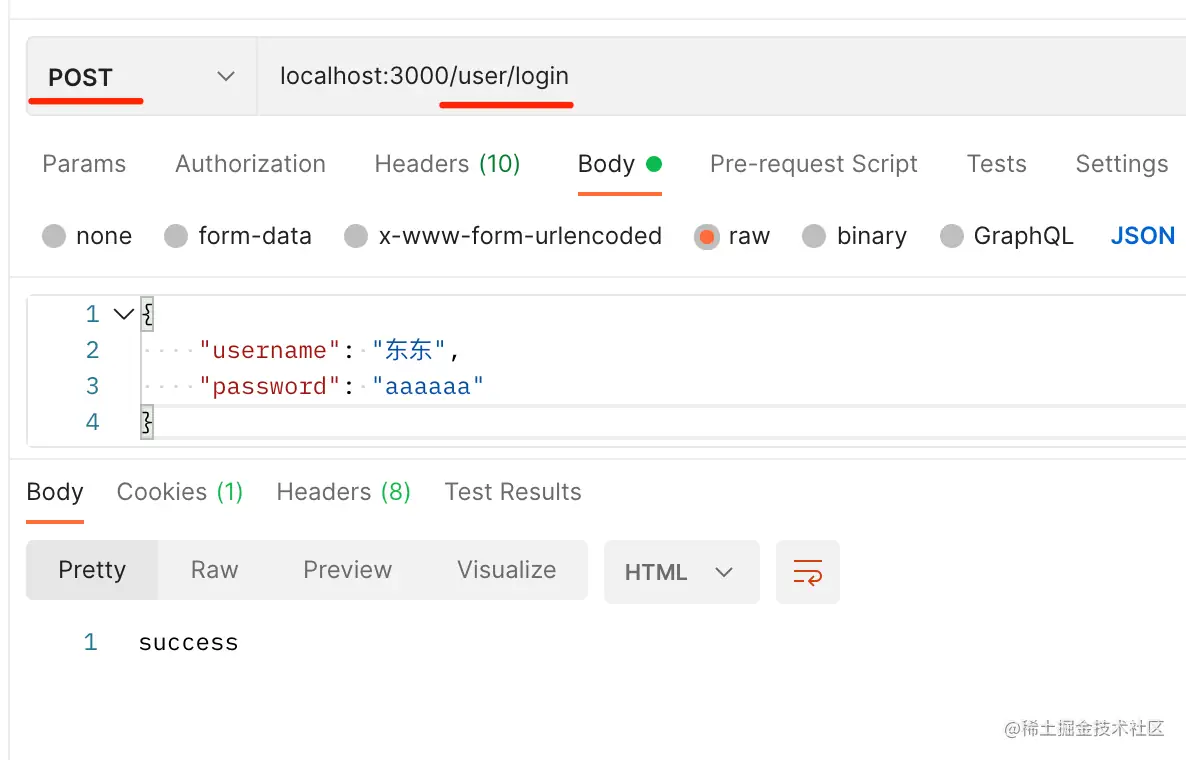 POST localhost:3000/user/login
Params Authorization Headers (10) Body Pre-request Script Tests Settings
none form-data x-www-form-urlencoded raw binary GraphQL JSON
1 {
2 "username": "东东",
3 "password": "aaaaaa"
4 }
Body Cookies (1) Headers (8) Test Results
Pretty Raw Preview Visualize HTML
1 success
@稀土掘金技术社区